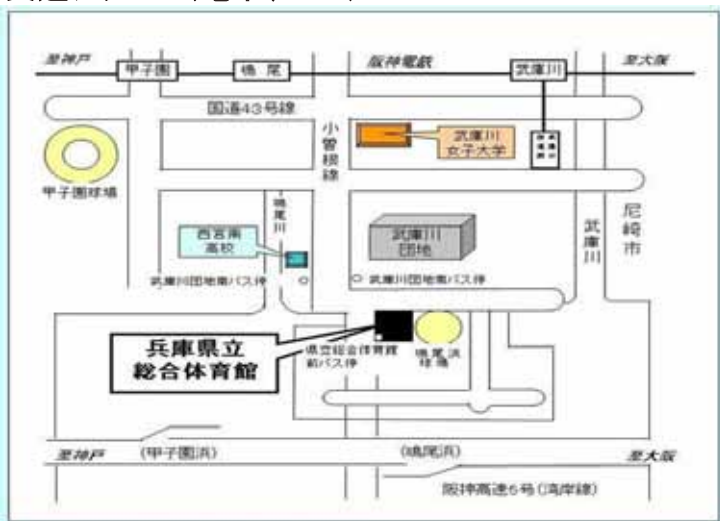 至神戸
甲子園
鳴尾
阪神電鉄
武庫川
至大阪
国道43号線
小曽根線
武庫川
女子大学
甲子園球場
鳴尾川
西宮南
高校
武庫川
団地
武庫川
尼崎市
武庫川団地南バス停
武庫川団地南バス停
兵庫県立
総合体育館
県立総合体育館
前バス停
鳴尾浜
球場
至神戸
(甲子園浜)
(鳴尾浜)
至大阪
阪神高速5号(湾岸線)